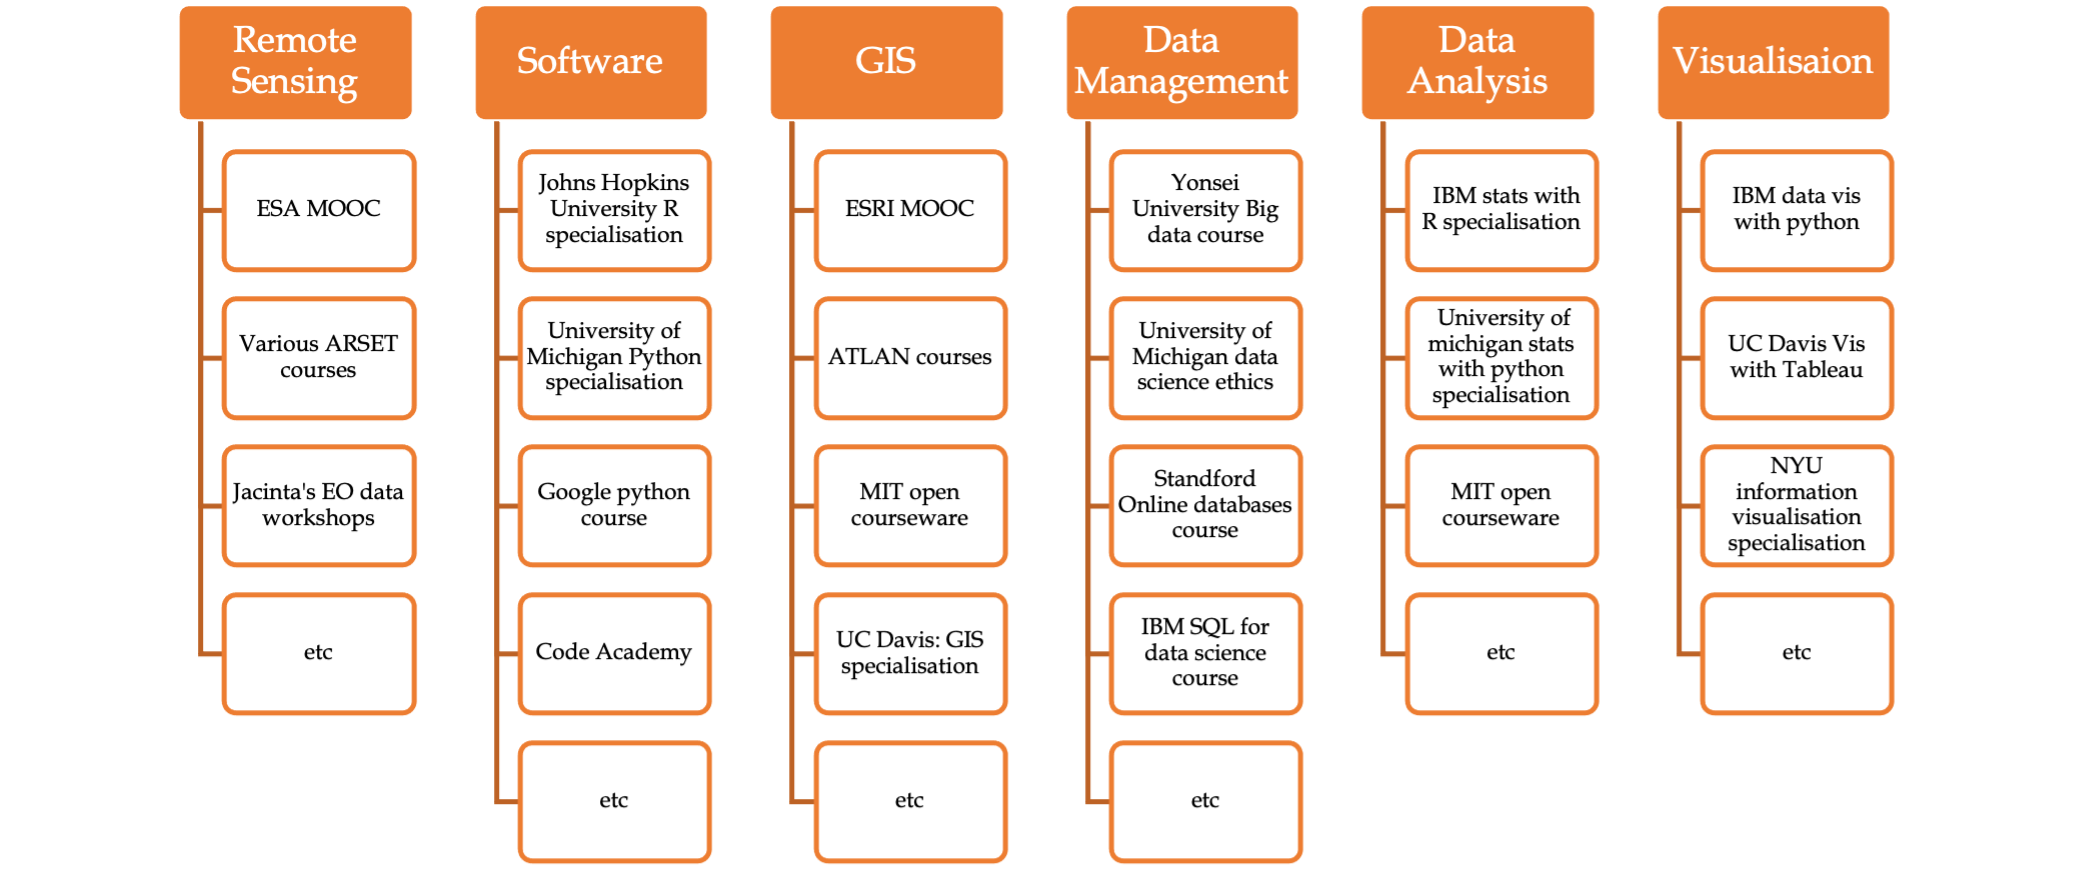 Remote
Sensing
ESA MOOC
Various ARSET
courses
Jacinta's EO data
workshops
etc
Software
Johns Hopkins
University R
specialisation
University of
Michigan Python
specialisation
Google python
course
Code Academy
etc
GIS
ESRI MOOC
ATLAN courses
MIT open
courseware
UC Davis: GIS
specialisation
etc
Data
Management
Yonsei
University Big
data course
University of
Michigan data
science ethics
Standford
Online databases
course
IBM SQL for
data science
course
etc
Data
Analysis
IBM stats with
R specialisation
University of
michigan stats
with python
specialisation
MIT open
courseware
etc
Visualisaion
IBM data vis
with python
UC Davis Vis
with Tableau
NYU
information
visualisation
specialisation
etc